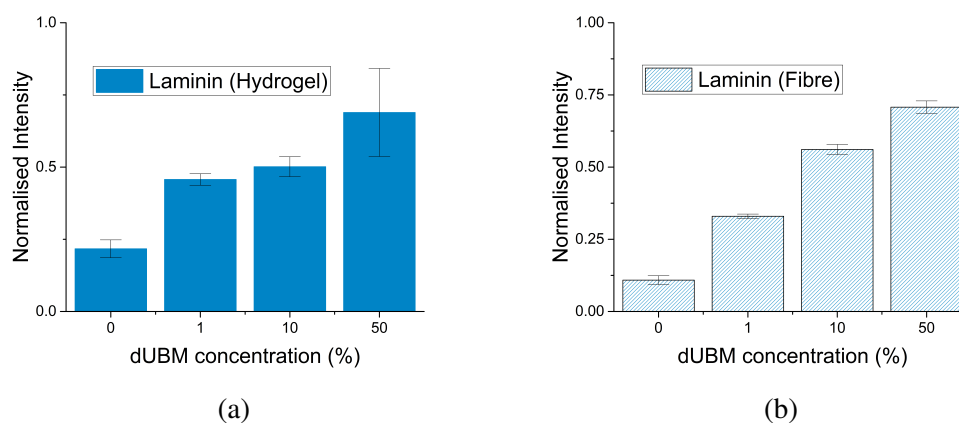 1.0
0.5
0.0
Normalised Intensity
Laminin (Hydrogel)
0 1 10 50
dUBM concentration (%)
(a)
1.00
0.75
0.50
0.25
0.00
Normalised Intensity
Laminin (Fibre)
0 1 10 50
dUBM concentration (%)
(b)